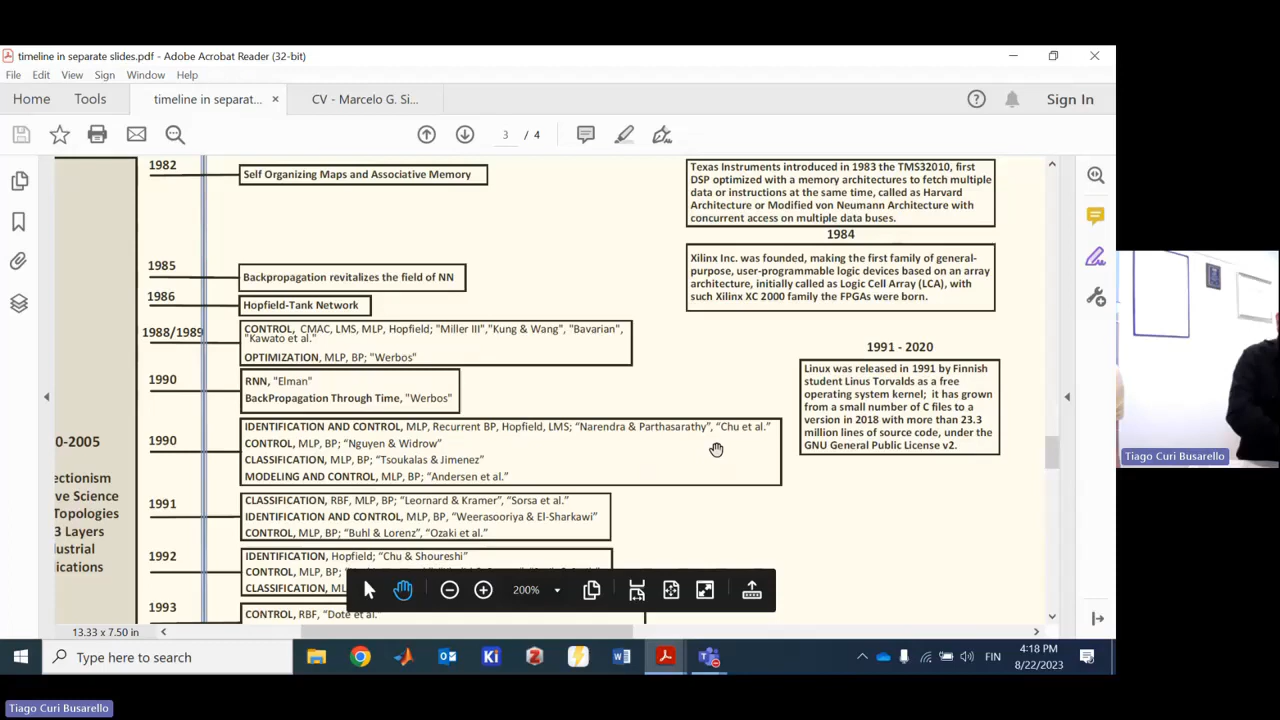 timeline in separate slides.pdf - Adobe Acrobat Reader (32-bit)
File Edit View Sign Window Help
Home Tools timeline in separat... × CV - Marcelo G. Si... Sign In
3 / 4
1982
Self Organizing Maps and Associative Memory
1985
Backpropagation revitalizes the field of NN
1986
Hopfield-Tank Network
1988/1989
CONTROL, CMAC, LMS, MLP, Hopfield; "Miller III","Kung & Wang", "Bavarian",
"Kawato et al."
OPTIMIZATION, MLP, BP; "Werbos"
1990
RNN, "Elman"
BackPropagation Through Time, "Werbos"
1990
IDENTIFICATION AND CONTROL, MLP, Recurrent BP, Hopfield, LMS; “Narendra & Parthasarathy”, “Chu et al.”
CONTROL, MLP, BP; “Nguyen & Widrow”
CLASSIFICATION, MLP, BP; “Tsoukalas & Jimenez”
MODELING AND CONTROL, MLP, BP; “Andersen et al.”
1991
CLASSIFICATION, RBF, MLP, BP; “Leornard & Kramer”, “Sorsa et al.”
IDENTIFICATION AND CONTROL, MLP, BP, “Weerasooriya & El-Sharkawi”
CONTROL, MLP, BP; “Buhl & Lorenz”, “Ozaki et al.”
1992
IDENTIFICATION, Hopfield; “Chu & Shoureshi”
CONTROL, MLP, BP;
CLASSIFICATION, ML
1993
CONTROL, RBF, “Dote et al.”
0-2005
ectionism
ve Science
Topologies
3 Layers
dustrial
ications
Texas Instruments introduced in 1983 the TMS32010, first
DSP optimized with a memory architectures to fetch multiple
data or instructions at the same time, called as Harvard
Architecture or Modified von Neumann Architecture with
concurrent access on multiple data buses.
1984
Xilinx Inc. was founded, making the first family of general-
purpose, user-programmable logic devices based on an array
architecture, initially called as Logic Cell Array (LCA), with
such Xilinx XC 2000 family the FPGAs were born.
1991 - 2020
Linux was released in 1991 by Finnish
student Linus Torvalds as a free
operating system kernel; it has grown
from a small number of C files to a
version in 2018 with more than 23.3
million lines of source code, under the
GNU General Public License v2.
200%
13.33 x 7.50 in
Tiago Curi Busarello
Type here to search
Ki
FIN
4:18 PM
8/22/2023
Tiago Curi Busarello